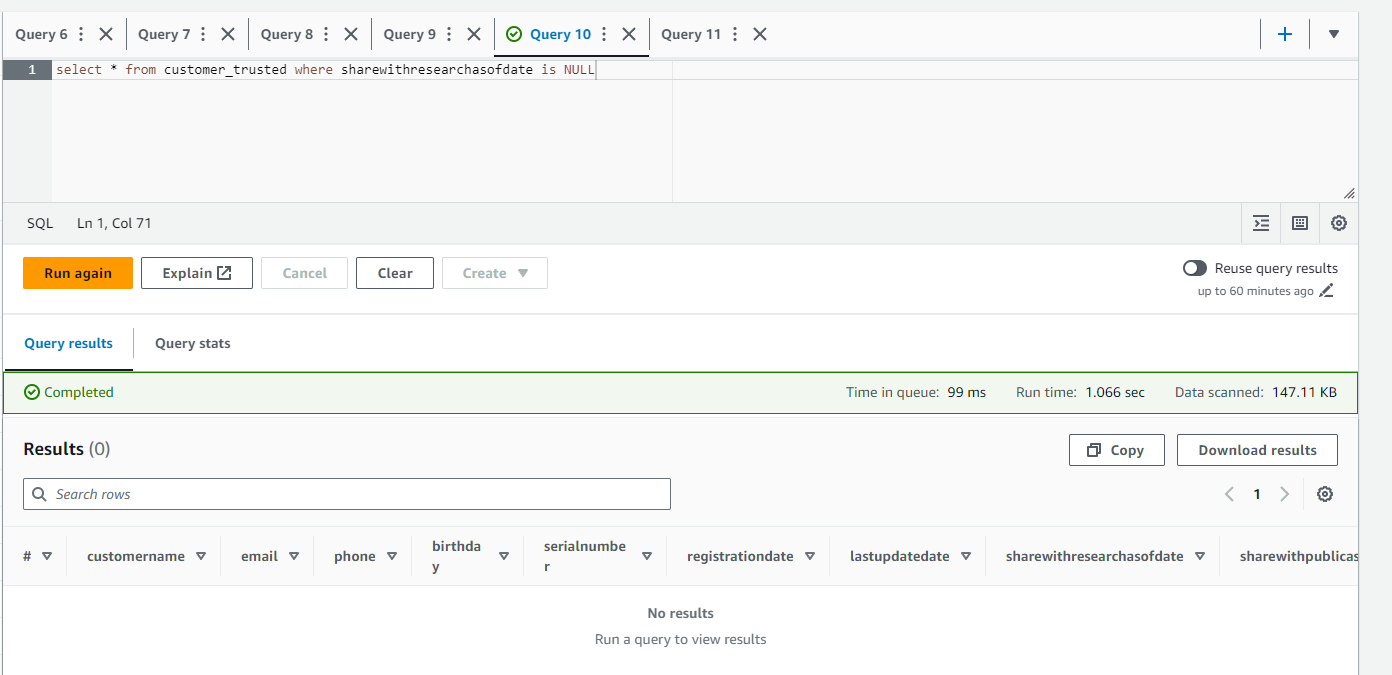 Query 6 Query 7 Query 8 Query 9 Query 10 Query 11
1 select * from customer_trusted where sharewithresearchasofdate is NULL
SQL Ln 1, Col 71
Run again Explain Cancel Clear Create
Reuse query results
up to 60 minutes ago
Query results Query stats
Completed Time in queue: 99 ms Run time: 1.066 sec Data scanned: 147.11 KB
Results (0) Copy Download results
Search rows 1
# customername email phone birthda
y serialnumbe
r registrationdate lastupdatedate sharewithresearchasofdate sharewithpublicas
No results
Run a query to view results